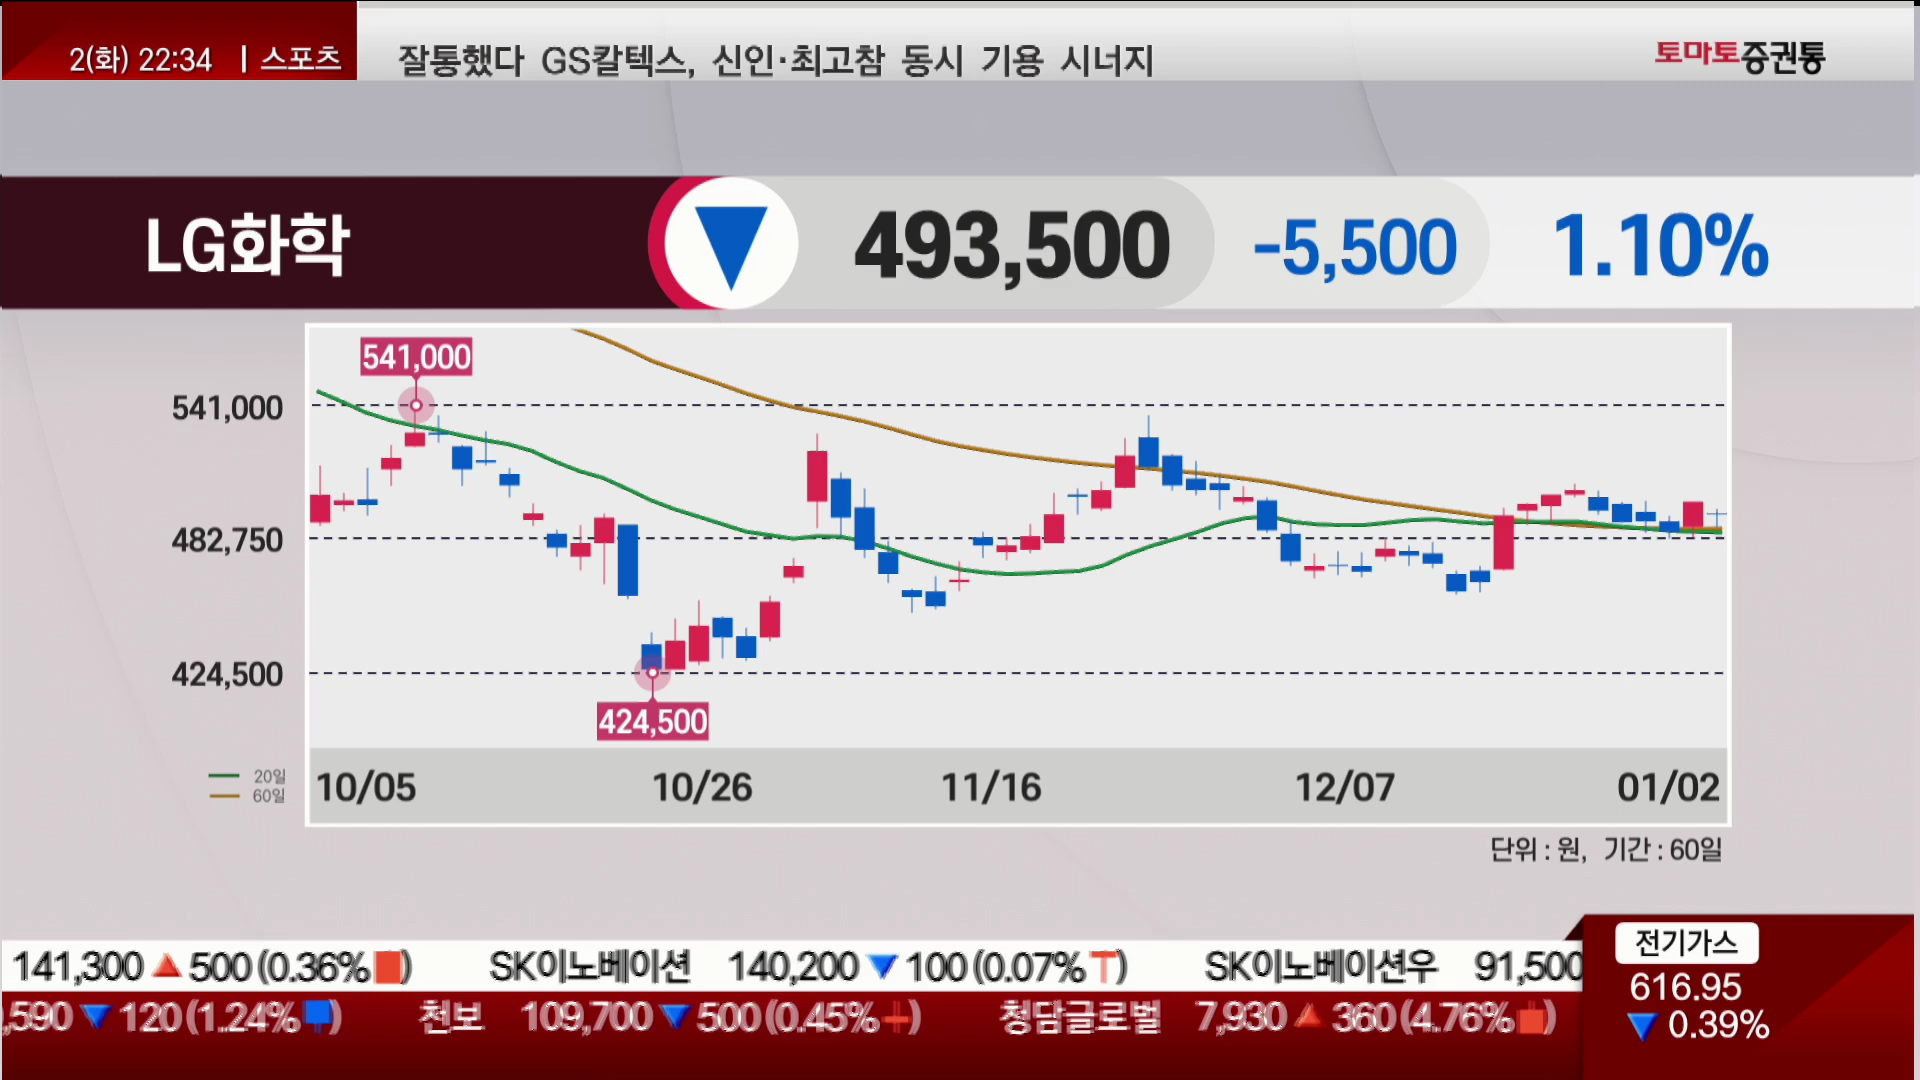 2(화) 22:34 | 스포츠 잘통했다 GS칼텍스, 신인·최고참 동시 기용 시너지 토마토증권통
LG화학 ▼ 493,500 -5,500 1.10%
541,000
541,000
482,750
424,500
424,500
20일
60일
10/05 10/26 11/16 12/07 01/02
단위 : 원, 기간 : 60일
141,300 ▲ 500 (0.36%) SK이노베이션 140,200 ▼ 100 (0.07%) SK이노베이션우 91,500
,590 ▼ 120 (1.24%) 천보 109,700 ▼ 500 (0.45%) 청담글로벌 7,930 ▲ 360 (4.76%)
전기가스
616.95
▼ 0.39%